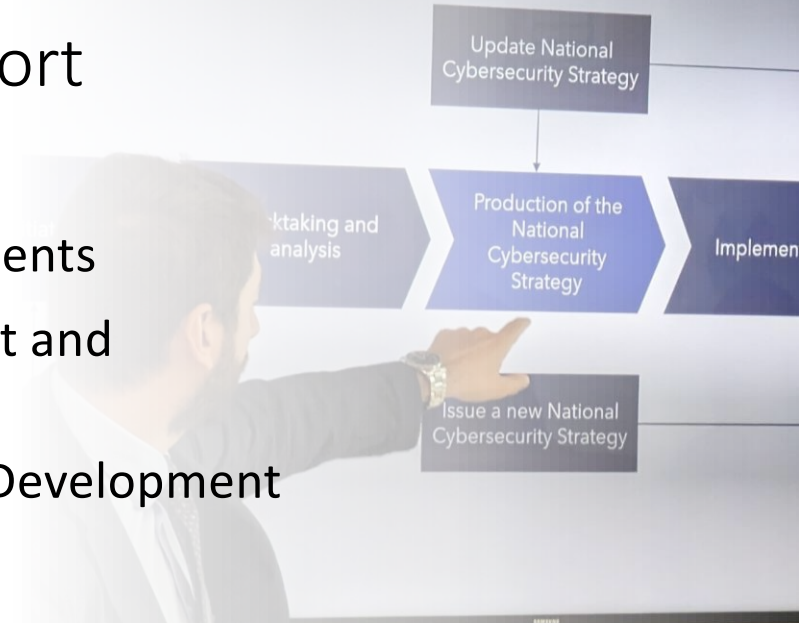 ort
ents
t and
Development
Update National
Cybersecurity Strategy
ktaking and
analysis
Production of the
National
Cybersecurity
Strategy
Implemen
Issue a new National
Cybersecurity Strategy
SAMSUNG